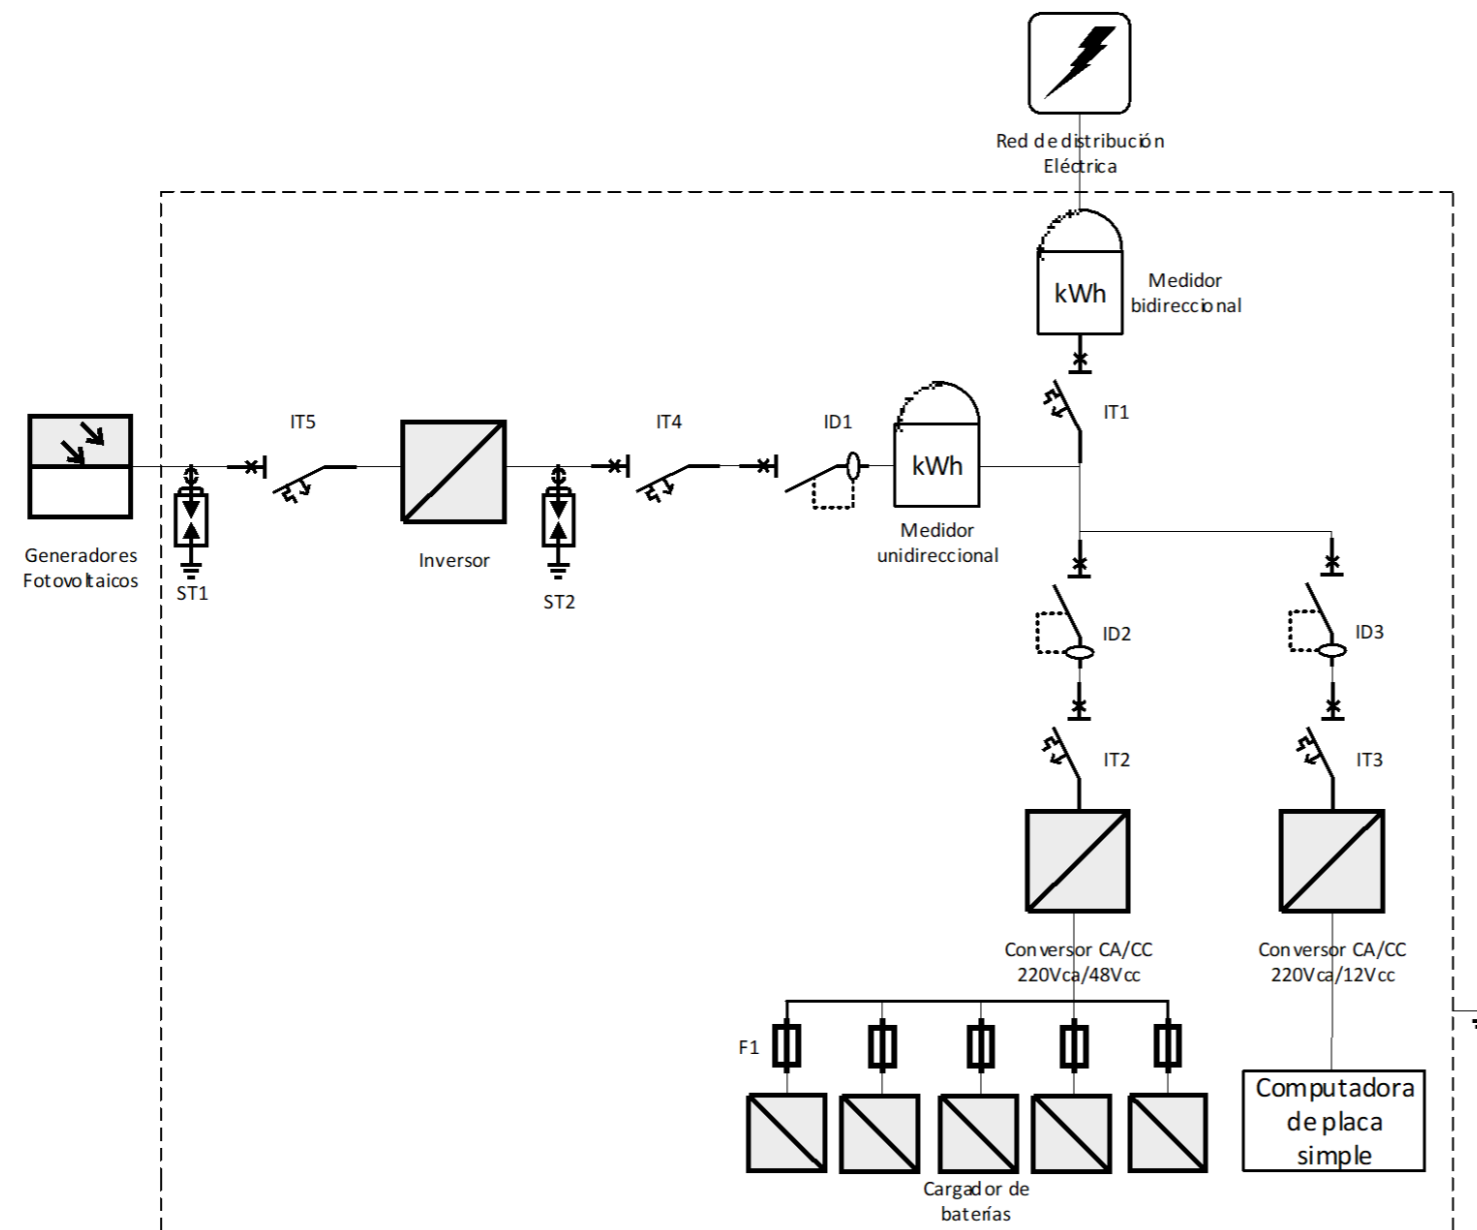 Red de distribución
Eléctrica
kWh
Medidor
bidireccional
IT1
IT5
IT4
ID1
kWh
Medidor
unidireccional
Generadores
Fotovoltaicos
ST1
Inversor
ST2
ID2
ID3
IT2
IT3
Conversor CA/CC
220Vca/48Vcc
Conversor CA/CC
220Vca/12Vcc
F1
Computadora
de placa
simple
Cargador de
baterías